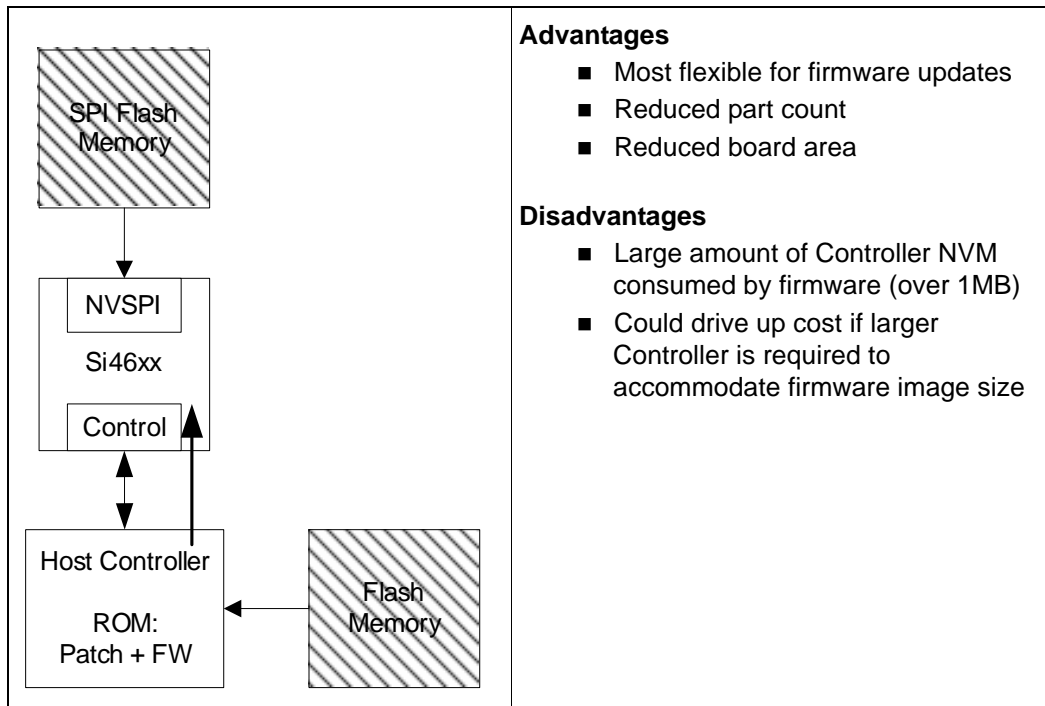 SPI Flash
Memory
NVSPI
Si46xx
Control
Host Controller
ROM:
Patch + FW
Flash
Memory
Advantages
■ Most flexible for firmware updates
■ Reduced part count
■ Reduced board area
Disadvantages
■ Large amount of Controller NVM
consumed by firmware (over 1MB)
■ Could drive up cost if larger
Controller is required to
accommodate firmware image size